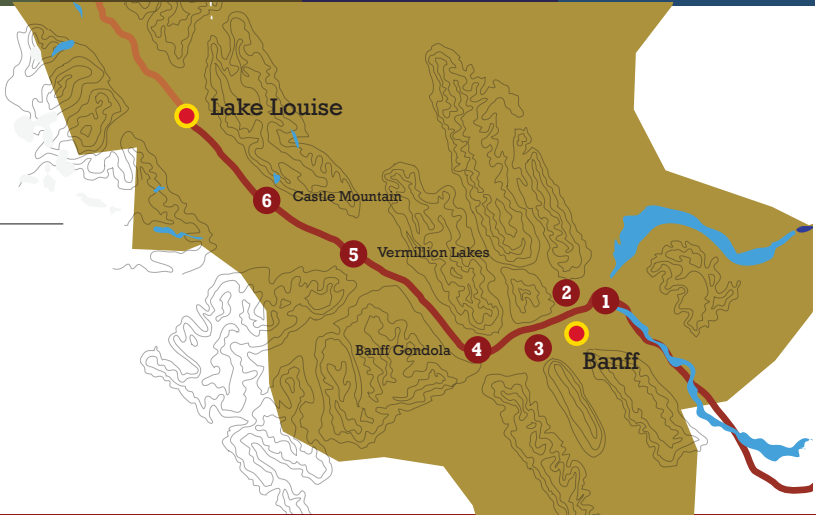 Lake Louise
6
Castle Mountain
5
Vermillion Lakes
2
1
Banff Gondola
4
3
Banff